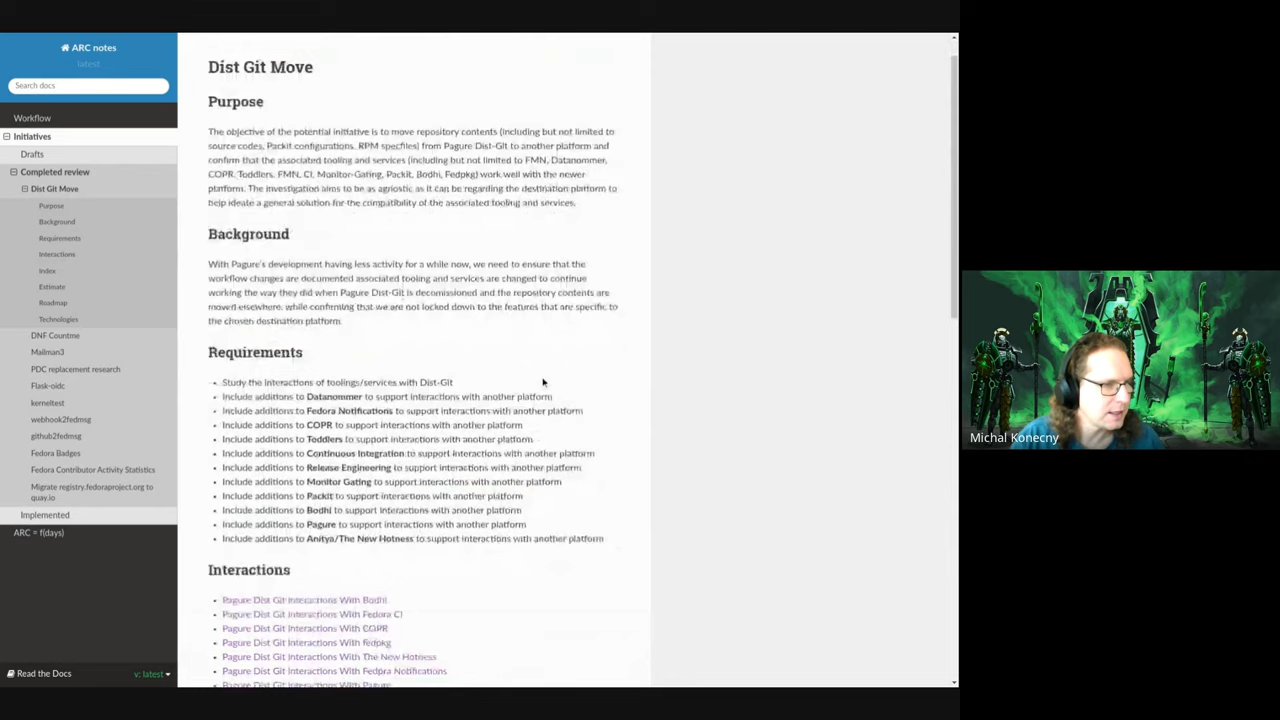 ARC notes
latest
Search docs
Workflow
Initiatives
Drafts
Completed review
Dist Git Move
Purpose
Background
Requirements
Interactions
Index
Estimate
Roadmap
Technologies
DNF Countme
Mailman3
PDC replacement research
Flask-oidc
kerneltest
webhook2fedmsg
github2fedmsg
Fedora Badges
Fedora Contributor Activity Statistics
Migrate registry.fedoraproject.org to
quay.io
Implemented
ARC = f(days)
Read the Docs
v: latest
Dist Git Move
Purpose
The objective of the potential initiative is to move repository contents (including but not limited to
source codes, Packit configurations, RPM specfiles) from Pagure Dist-Git to another platform and
confirm that the associated tooling and services (including but not limited to FMN, Datanommer,
COPR, Toddlers, FMN, CI, Monitor-Gating, Packit, Bodhi, Fedpkg) work well with the newer
platform. The investigation aims to be as agnostic as it can be regarding the destination platform to
help ideate a general solution for the compatibility of the associated tooling and services.
Background
With Pagure's development having less activity for a while now, we need to ensure that the
workflow changes are documented associated tooling and services are changed to continue
working the way they did when Pagure Dist-Git is decomissioned and the repository contents are
moved elsewhere, while confirming that we are not locked down to the features that are specific to
the chosen destination platform.
Requirements
Study the interactions of toolings/services with Dist-Git
Include additions to Datanommer to support interactions with another platform
Include additions to Fedora Notifications to support interactions with another platform
Include additions to COPR to support interactions with another platform
Include additions to Toddlers to support interactions with another platform
Include additions to Continuous Integration to support interactions with another platform
Include additions to Release Engineering to support interactions with another platform
Include additions to Monitor Gating to support interactions with another platform
Include additions to Packit to support interactions with another platform
Include additions to Bodhi to support interactions with another platform
Include additions to Pagure to support interactions with another platform
Include additions to Anitya/The New Hotness to support interactions with another platform
Interactions
Pagure Dist Git Interactions With Bodhi
Pagure Dist Git Interactions With Fedora CI
Pagure Dist Git Interactions With COPR
Pagure Dist Git Interactions With fedpkg
Pagure Dist Git Interactions With The New Hotness
Pagure Dist Git Interactions With Fedora Notifications
Pagure Dist Git Interactions With Pagure
Michal Konecny